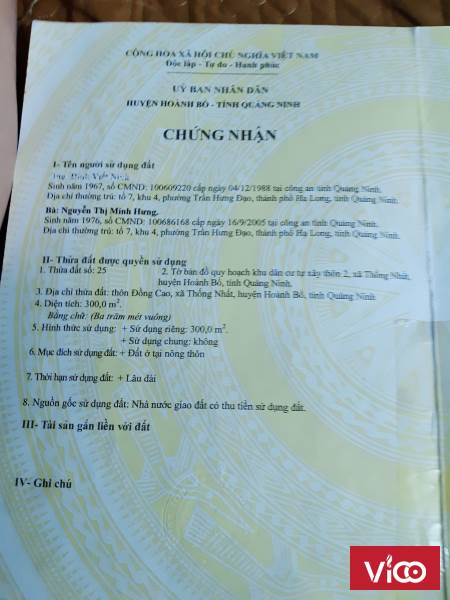 CỘNG HÒA XÃ HỘI CHỦ NGHĨA VIỆT NAM
Độc lập - Tự do - Hạnh phúc
UỶ BAN NHÂN DÂN
HUYỆN HOÀNH BỒ - TỈNH QUẢNG NINH
CHỨNG NHẬN
I- Tên người sử dụng đất
Sinh năm 1967, số CMND: 100609220 cấp ngày 04/12/1988 tại công an tỉnh Quảng Ninh.
Địa chỉ thường trú: tổ 7, khu 4, phường Trần Hưng Đạo, thành phố Hạ Long, tỉnh Quảng Ninh.
Bà: Nguyễn Thị Minh Hưng.
Sinh năm 1976, số CMND: 100686168 cấp ngày 16/9/2005 tại công an tỉnh Quảng Ninh.
Địa chỉ thường trú: tổ 7, khu 4, phường Trần Hưng Đạo, thành phố Hạ Long, tỉnh Quảng Ninh.
II- Thửa đất được quyền sử dụng
1. Thửa đất số: 25 2. Tờ bản đồ quy hoạch khu dân cư tự xây thôn 2, xã Thống Nhất,
huyện Hoành Bồ, tỉnh Quảng Ninh.
3. Địa chỉ thửa đất: thôn Đồng Cao, xã Thống Nhất, huyện Hoành Bồ, tỉnh Quảng Ninh
4. Diện tích: 300,0 m².
Bằng chữ: (Ba trăm mét vuông)
5. Hình thức sử dụng: + Sử dụng riêng: 300,0 m².
+ Sử dụng chung: không
6. Mục đích sử dụng đất: + Đất ở tại nông thôn
7. Thời hạn sử dụng đất: + Lâu dài
8. Nguồn gốc sử dụng đất: Nhà nước giao đất có thu tiền sử dụng đất.
III- Tài sản gắn liền với đất
IV- Ghi chú
Vicoo